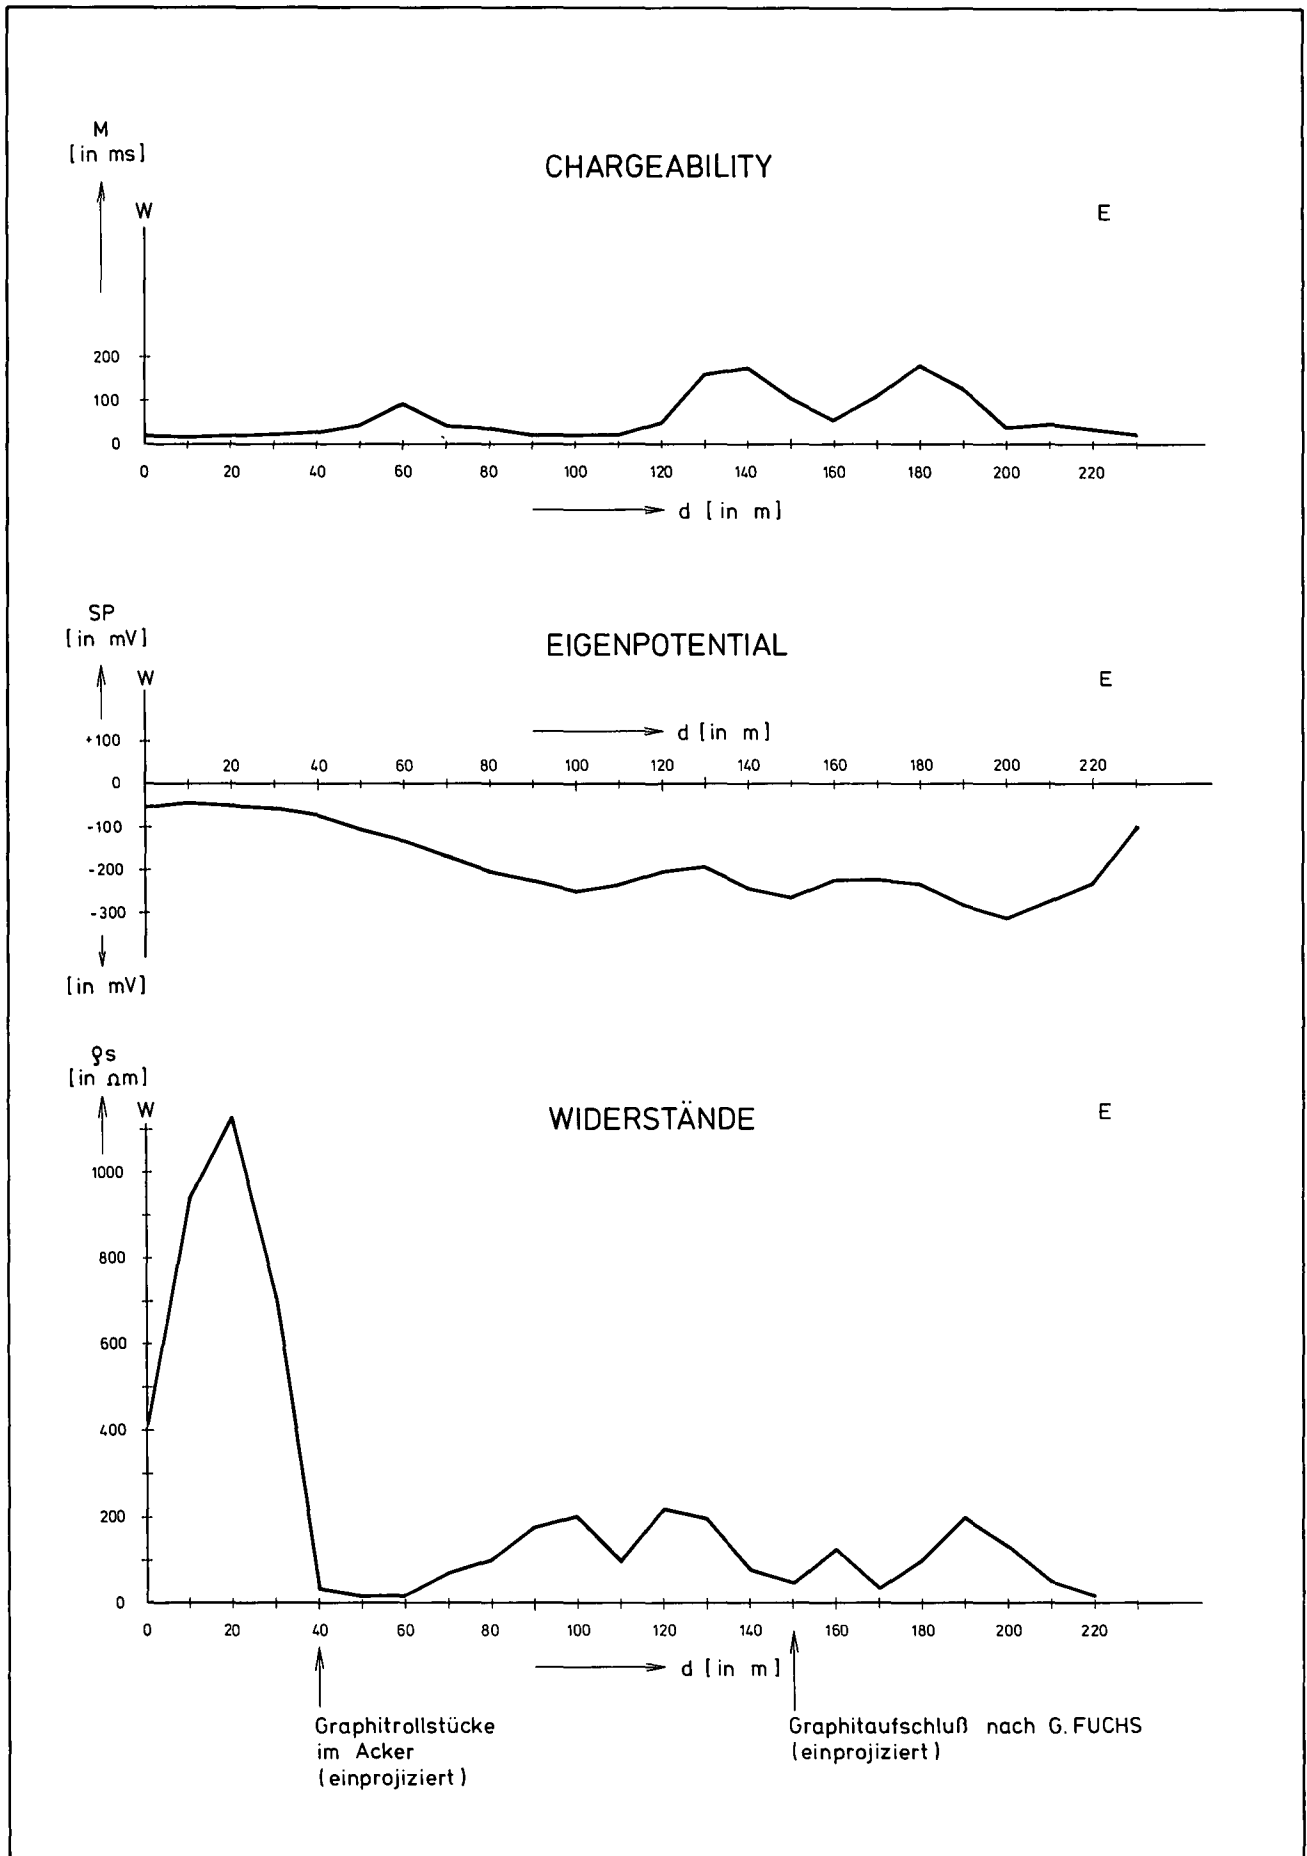 M
[in ms]
CHARGEABILITY
W
E
200
100
0
0 20 40 60 80 100 120 140 160 180 200 220
d [in m]
SP
[in mV]
EIGENPOTENTIAL
W
E
d [in m]
+100
20 40 60 80 100 120 140 160 180 200 220
0
-100
-200
-300
[in mV]
ρs
[in Ωm]
W
WIDERSTÄNDE
E
1000
800
600
400
200
0
0 20 40 60 80 100 120 140 160 180 200 220
d [in m]
Graphitrollstücke
im Acker
(einprojiziert)
Graphitaufschluß nach G. FUCHS
(einprojiziert)